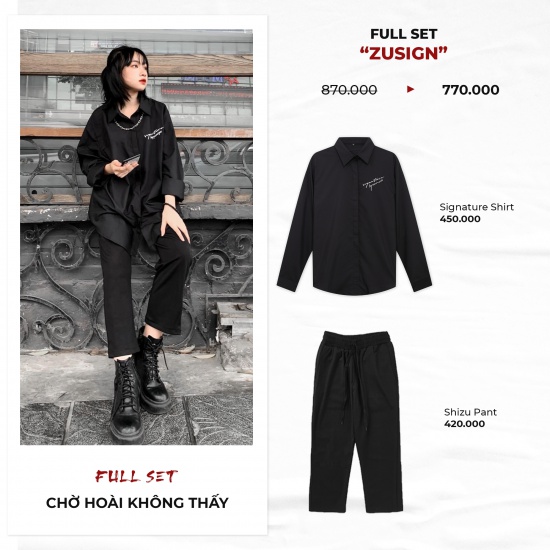 FULL SET
"ZUSIGN"
870.000 ▸ 770.000
Signature Shirt
450.000
Shizu Pant
420.000
FULL SET
CHỜ HOÀI KHÔNG THẤY